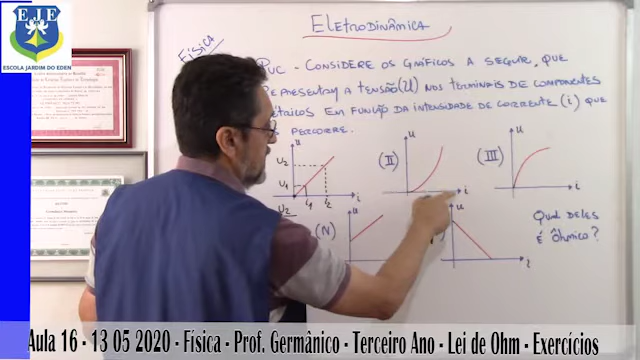 EJE
ESCOLA JARDIM DO EDEN
Física
Eletrodinâmica
PUC - CONSIDERE OS GRÁFICOS A SEGUIR, QUE
REPRESENTAM A TENSÃO (U) NOS TERMINAIS DE COMPONENTES
EM FUNÇÃO DA INTENSIDADE DE CORRENTE (i) QUE
PERCORRE.
U
U2
U1
i1 i2 i
(II) U i
(III) U i
U2
(IV)
U
i
QUAL DELES
É ÔHMICO?
Aula 16 - 13 05 2020 - Física - Prof. Germânico - Terceiro Ano - Lei de Ohm - Exercícios